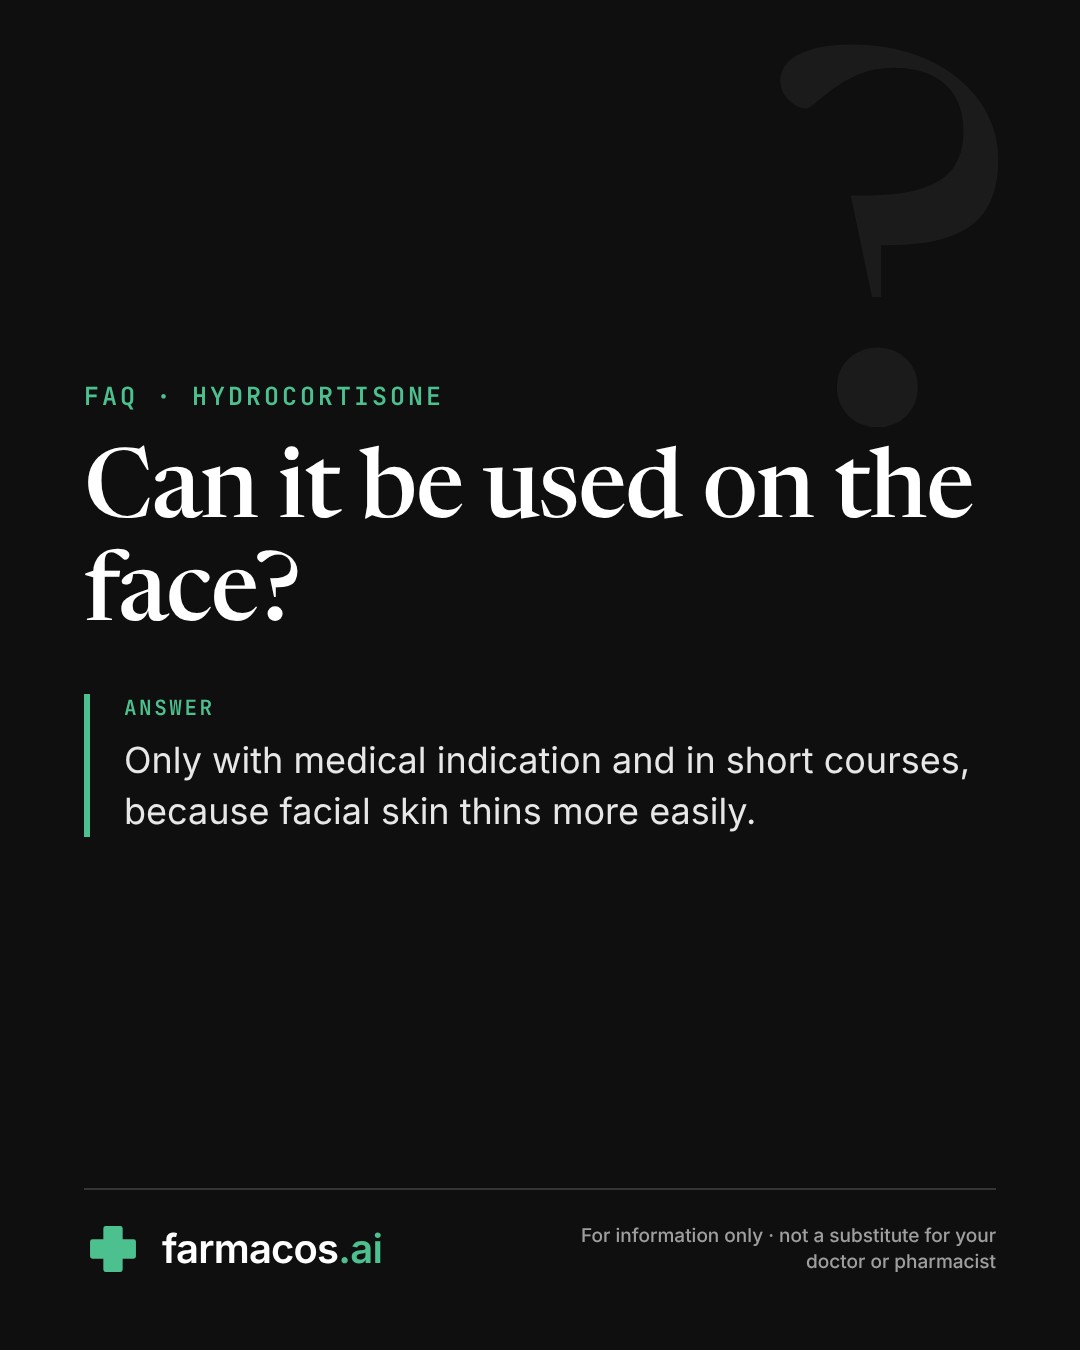 FAQ · HYDROCORTISONE
Can it be used on the
face?
ANSWER
Only with medical indication and in short courses,
because facial skin thins more easily.
farmacos.ai
For information only · not a substitute for your
doctor or pharmacist